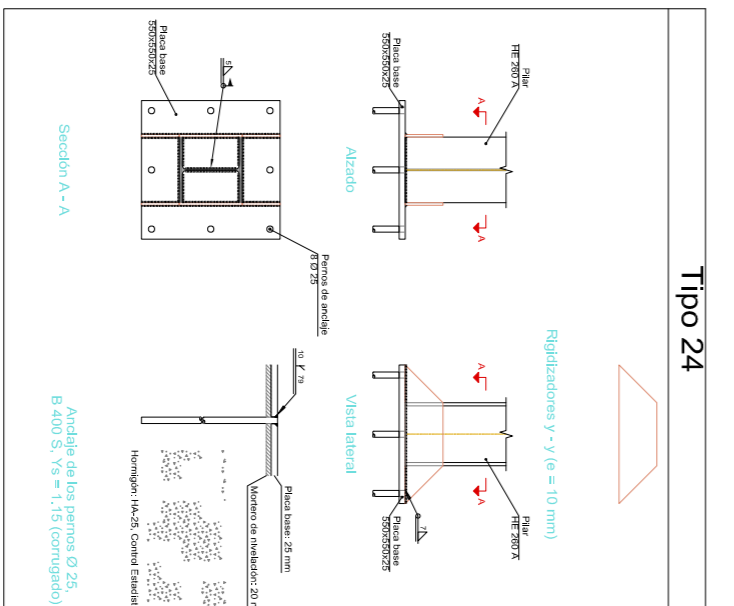 Tipo 24
Rigidizadores y - y (e = 10 mm)
Pilar
HE 260 A
Placa base
550x550x25
A
A
Alzado
Pilar
HE 260 A
A
A
7
Placa base
550x550x25
Vista lateral
Placa base
550x550x25
5
Pernos de anclaje
8 Ø 25
Sección A - A
10
79
Placa base: 25 mm
Mortero de nivelación: 20
Hormigón: HA-25, Control
Anclaje de los pernos Ø 25,
B 400 S, Ys = 1,15 (corrugado)